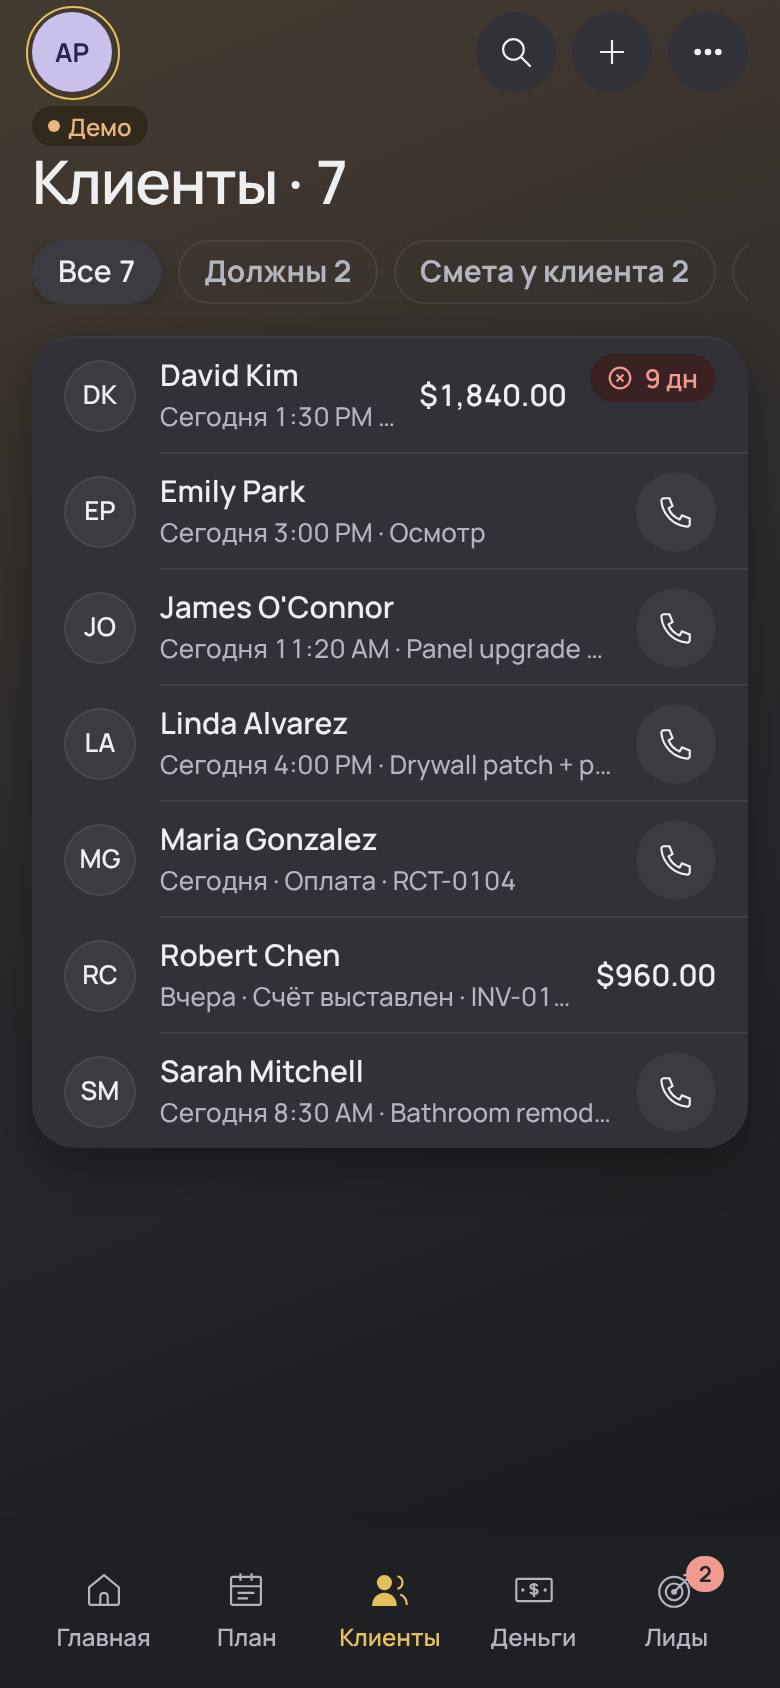 AP
Демо
Клиенты · 7
Все 7
Должны 2
Смета у клиента 2
DK
David Kim
Сегодня 1:30 PM ...
$1,840.00
9 дн
EP
Emily Park
Сегодня 3:00 PM · Осмотр
JO
James O'Connor
Сегодня 11:20 AM · Panel upgrade ...
LA
Linda Alvarez
Сегодня 4:00 PM · Drywall patch + p...
MG
Maria Gonzalez
Сегодня · Оплата · RCT-0104
RC
Robert Chen
Вчера · Счёт выставлен · INV-01...
$960.00
SM
Sarah Mitchell
Сегодня 8:30 AM · Bathroom remod...
2
Главная
План
Клиенты
Деньги
Лиды